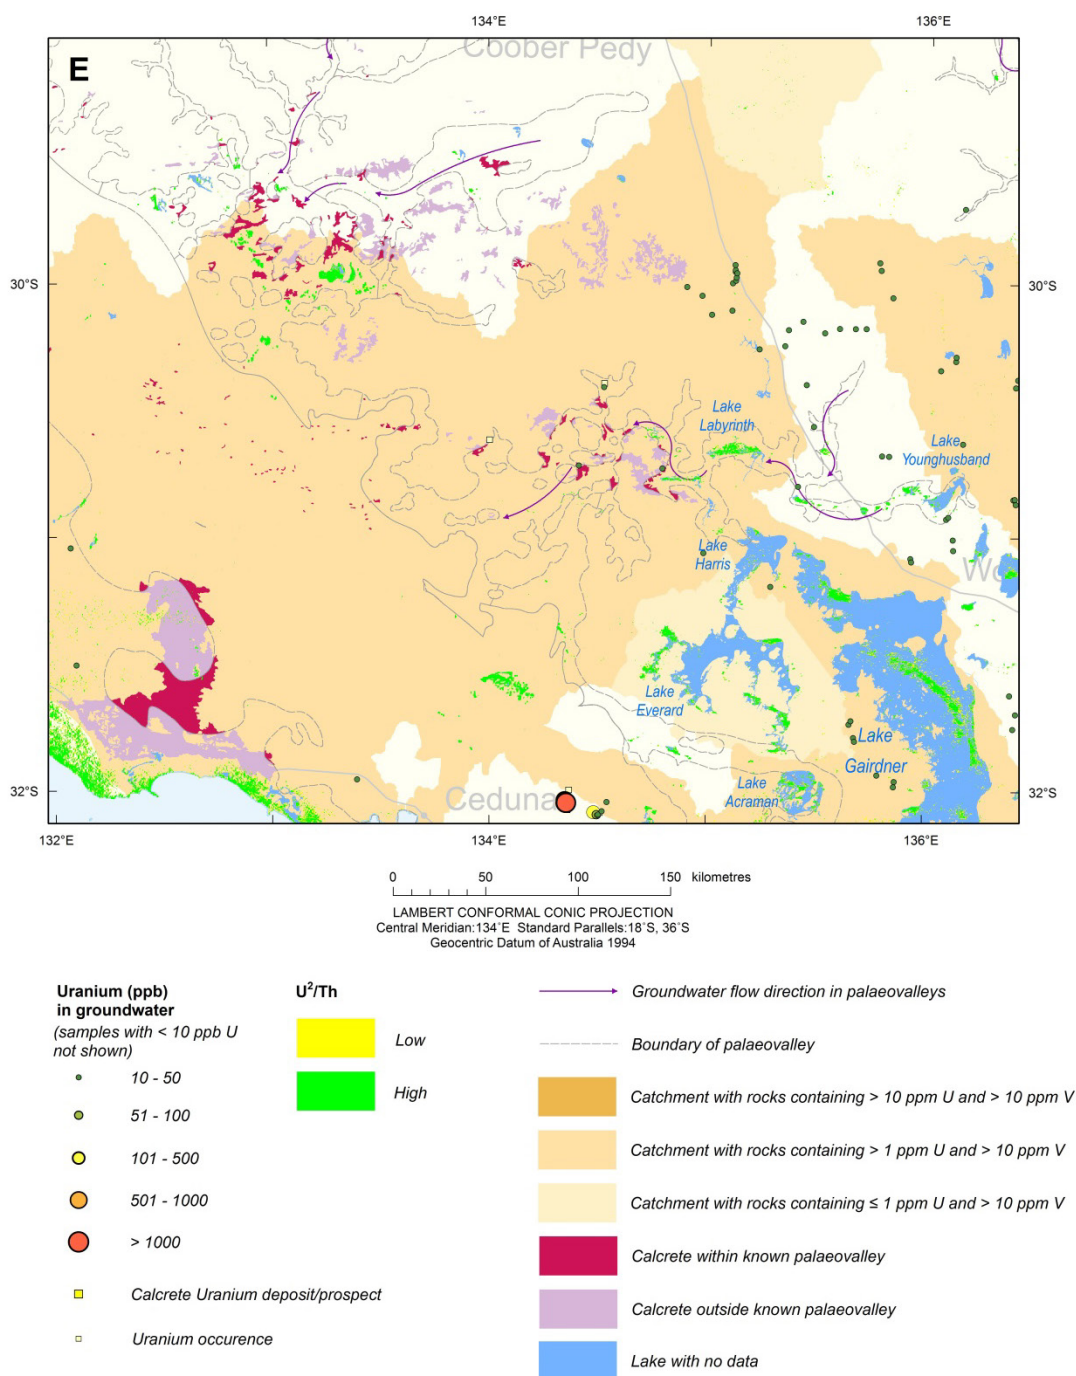 134°E
136°E
E
Coober Pedy
30°S
30°S
Lake
Labyrinth
Lake
Younghusband
Lake
Harris
Wo
Lake
Everard
Lake
Gairdner
Lake
Acraman
Ceduna
32°S
32°S
132°E
134°E
136°E
0 50 100 150 kilometres
LAMBERT CONFORMAL CONIC PROJECTION
Central Meridian:134°E Standard Parallels:18°S, 36°S
Geocentric Datum of Australia 1994
Uranium (ppb)
in groundwater
(samples with < 10 ppb U
not shown)
10 - 50
51 - 100
101 - 500
501 - 1000
> 1000
Calcrete Uranium deposit/prospect
Uranium occurence
U²/Th
Low
High
Groundwater flow direction in palaeovalleys
Boundary of palaeovalley
Catchment with rocks containing > 10 ppm U and > 10 ppm V
Catchment with rocks containing > 1 ppm U and > 10 ppm V
Catchment with rocks containing ≤ 1 ppm U and > 10 ppm V
Calcrete within known palaeovalley
Calcrete outside known palaeovalley
Lake with no data